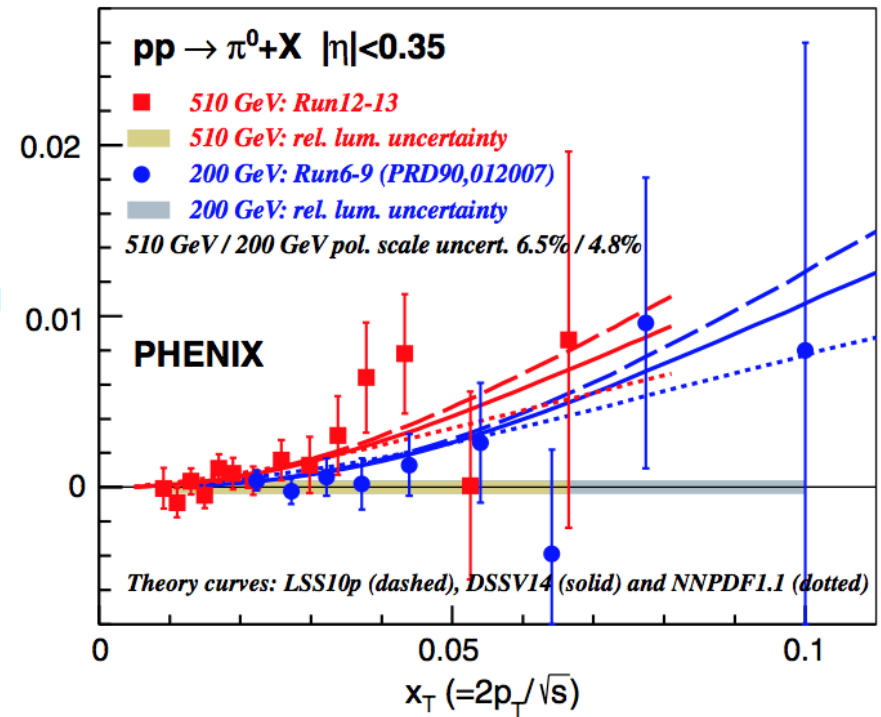 pp → π⁰+X |η|<0.35
510 GeV: Run12-13
510 GeV: rel. lum. uncertainty
200 GeV: Run6-9 (PRD90,012007)
200 GeV: rel. lum. uncertainty
510 GeV / 200 GeV pol. scale uncert. 6.5% / 4.8%
0.02
0.01
PHENIX
0
Theory curves: LSS10p (dashed), DSSV14 (solid) and NNPDF1.1 (dotted)
0 0.05 0.1
x_T (=2p_T/√s)